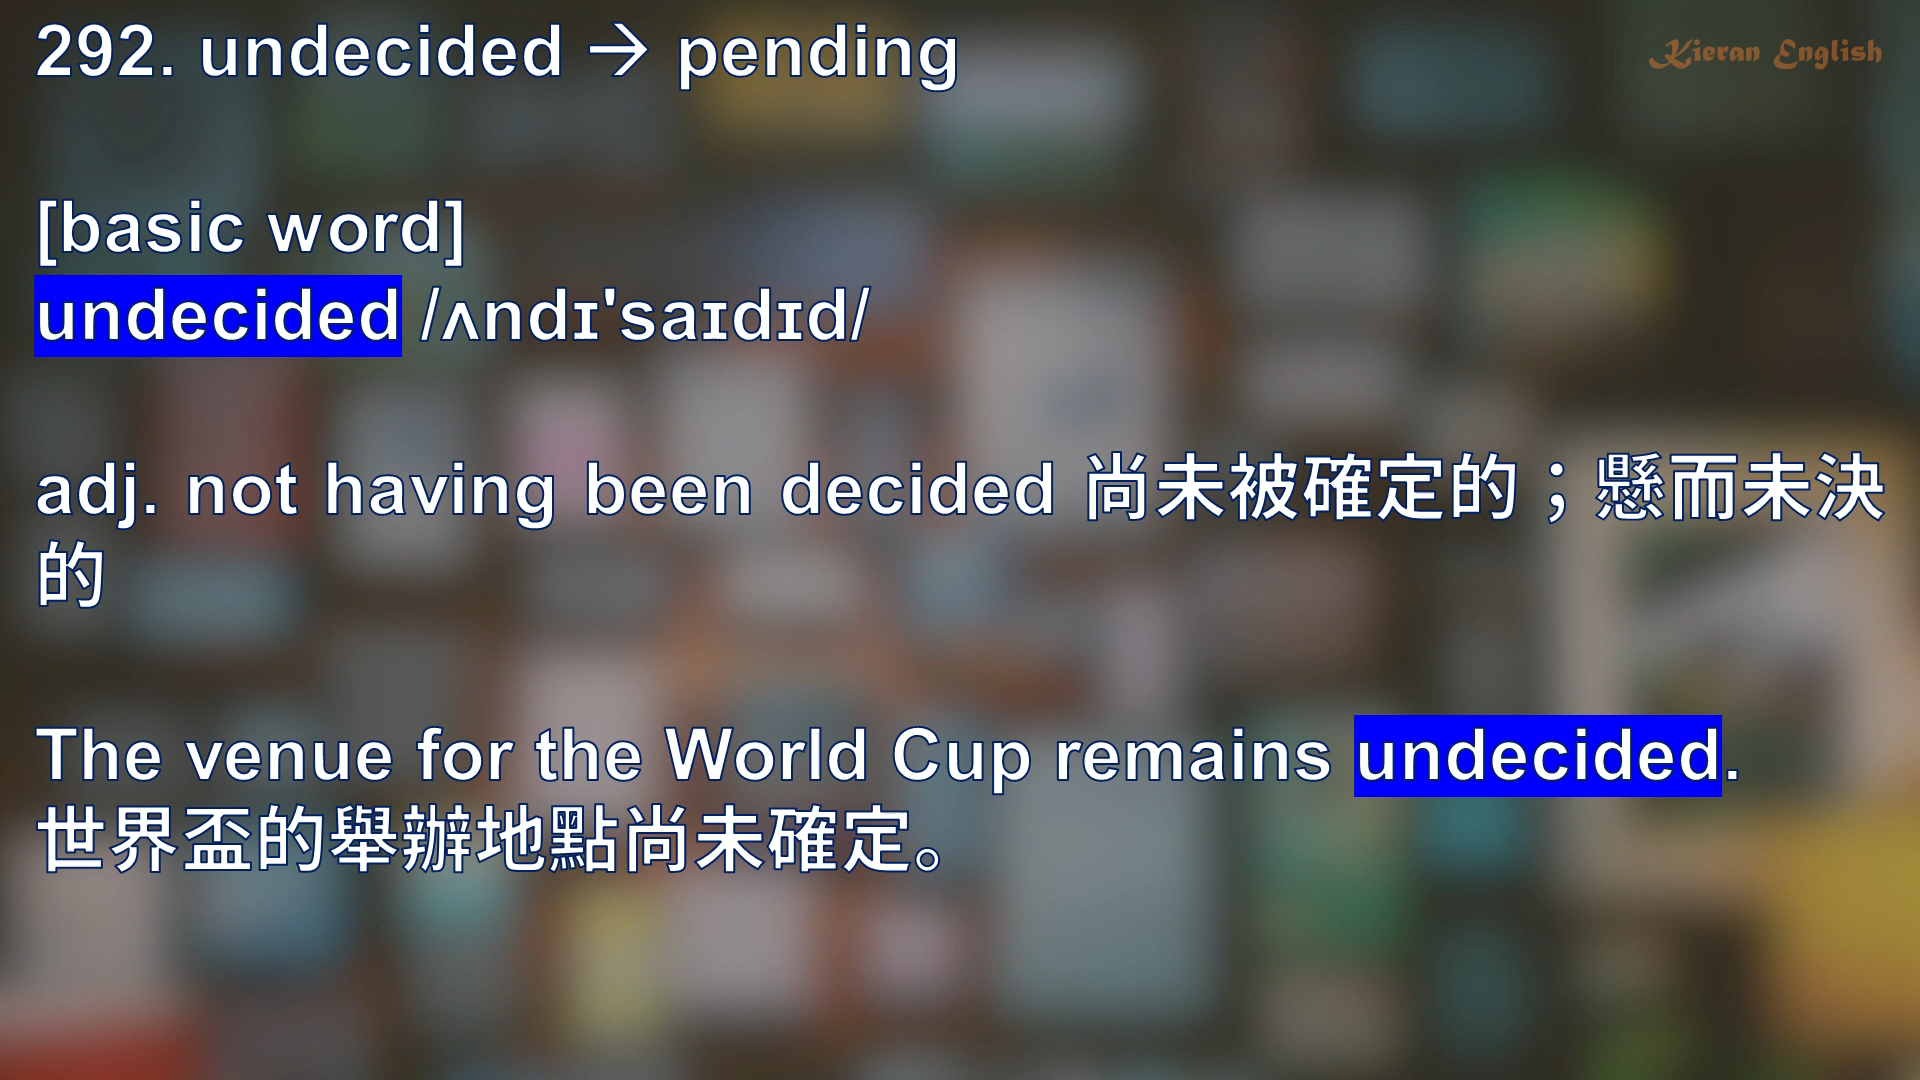 292. undecided → pending
Kieran English
[basic word]
undecided /ʌndɪ'saɪdɪd/
adj. not having been decided 尚未被確定的；懸而未決
的
The venue for the World Cup remains undecided.
世界盃的舉辦地點尚未確定。